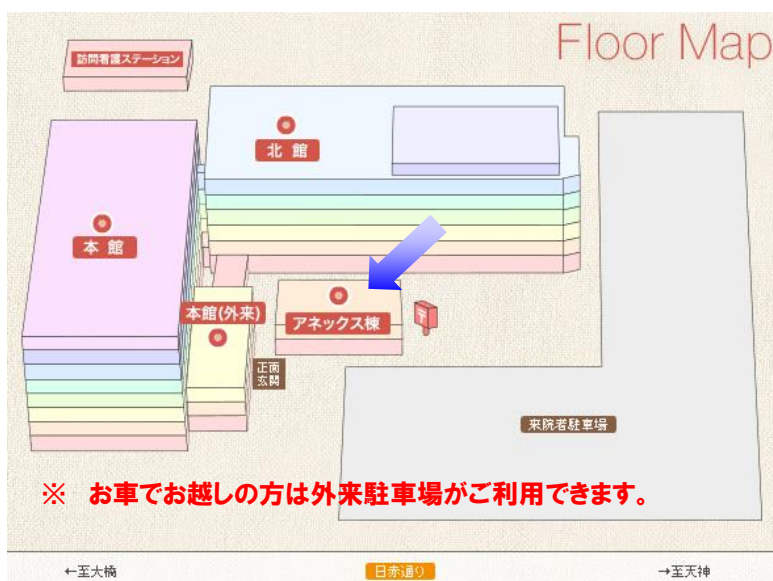 Floor Map
訪問看護ステーション
北 館
本 館
本館(外来)
アネックス棟
〒
正面
玄関
来院者駐車場
※ お車でお越しの方は外来駐車場がご利用できます。
←至大橋
日赤通り
→至天神